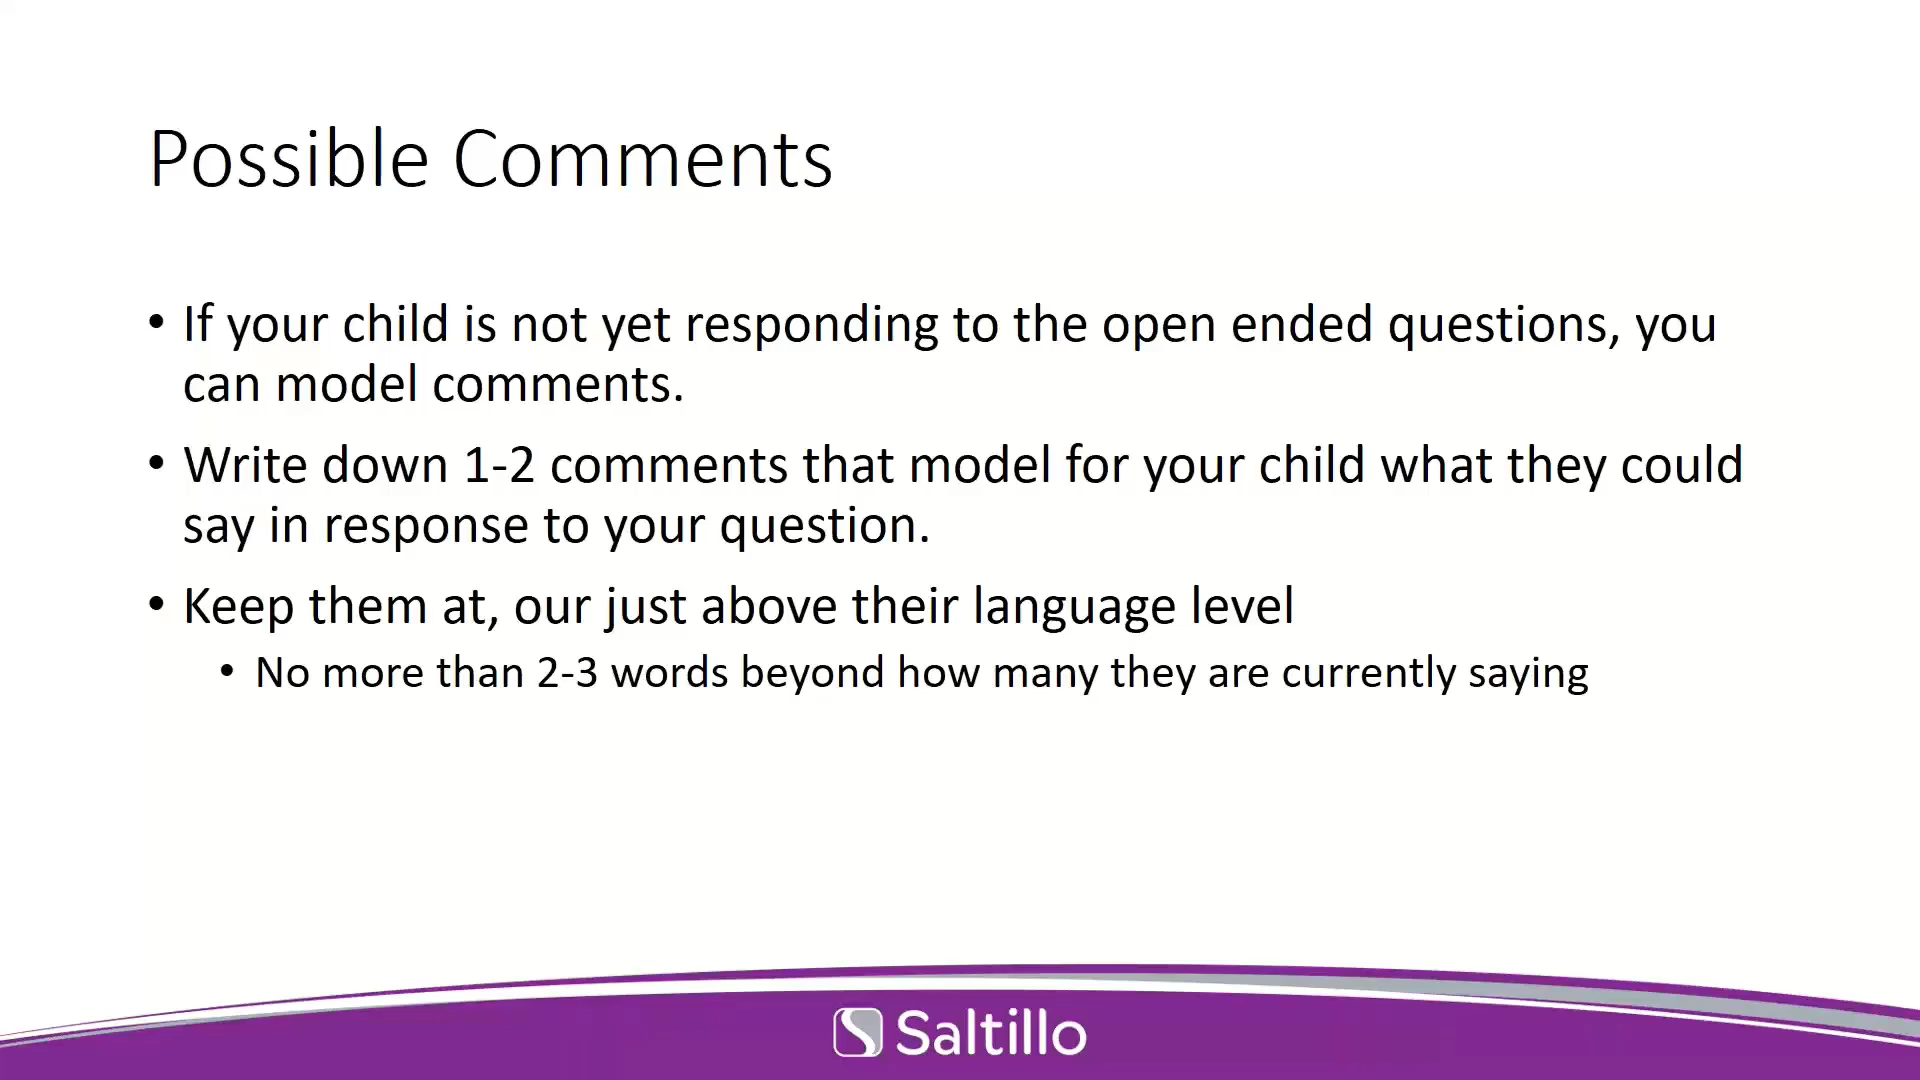 Possible Comments
• If your child is not yet responding to the open ended questions, you
can model comments.
• Write down 1-2 comments that model for your child what they could
say in response to your question.
• Keep them at, our just above their language level
• No more than 2-3 words beyond how many they are currently saying
Saltillo